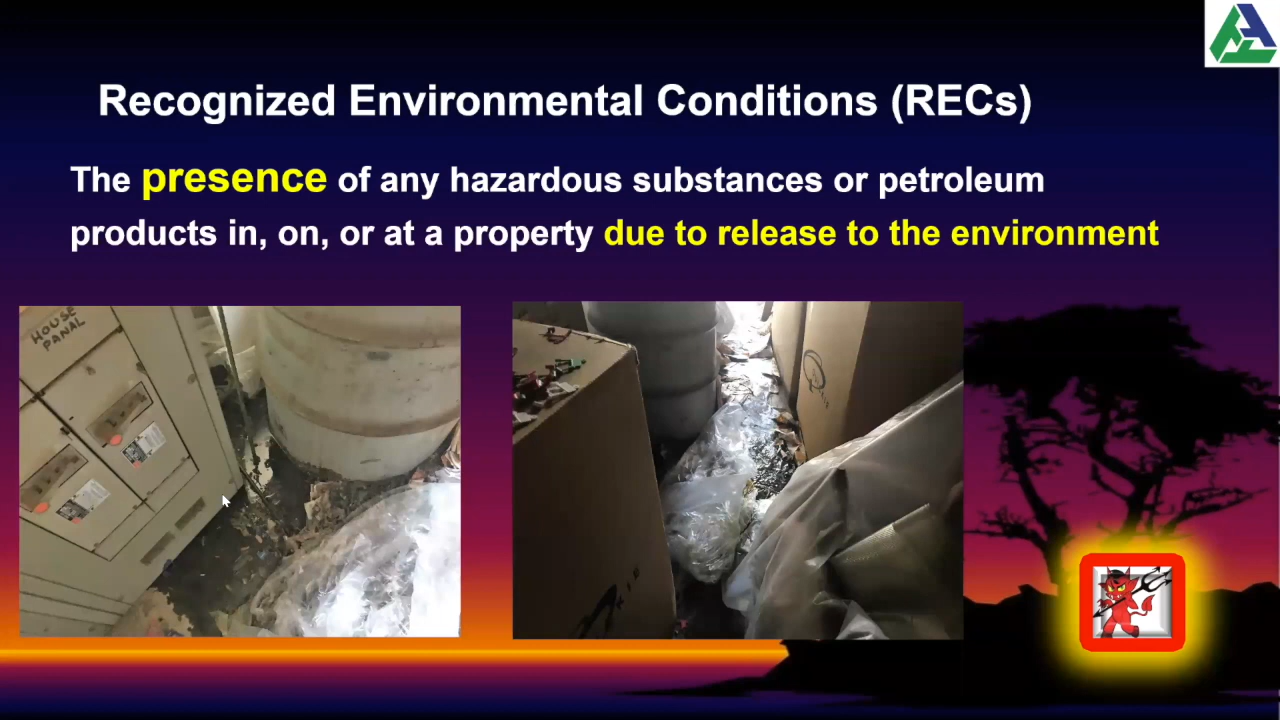 Recognized Environmental Conditions (RECs)
The presence of any hazardous substances or petroleum
products in, on, or at a property due to release to the environment
HOUSE
PANAL